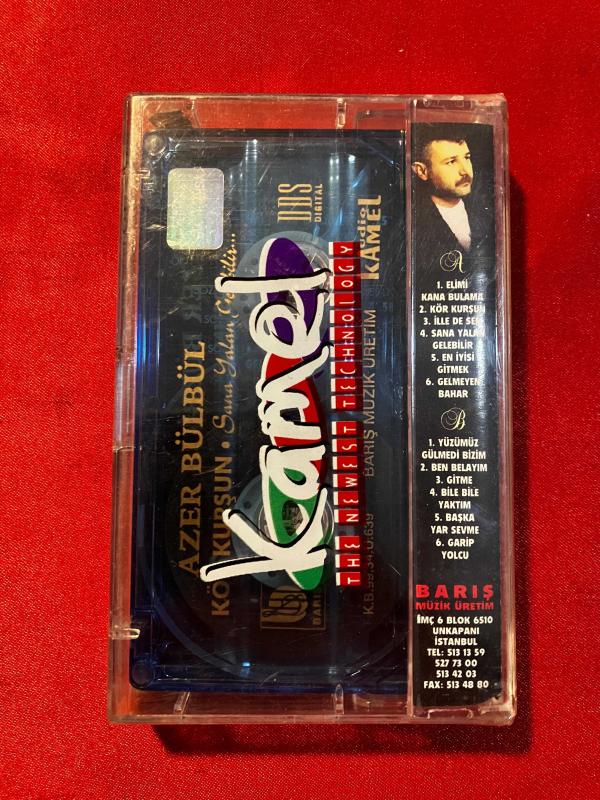 AZER BÜLBÜL
KÖR KURŞUN • Sana Yalan Gelebilir...
Kamel
THE NEWEST TECHNOLOGY
BARIŞ MÜZİK ÜRETİM
KAMEL
DDS
DIGITAL
A
1. ELİMİ
KANA BULAMA
2. KÖR KURŞUN
3. İLLE DE SEN
4. SANA YALAN
GELEBİLİR
5. EN İYİSİ
GİTMEK
6. GELMEYEN
BAHAR
B
1. YÜZÜMÜZ
GÜLMEDİ BİZİM
2. BEN BELAYIM
3. GİTME
4. BİLE BİLE
YAKTIM
5. BAŞKA
YAR SEVME
6. GARİP
YOLCU
BARIŞ
MÜZİK ÜRETİM
İMÇ 6 BLOK 6510
UNKAPANI
İSTANBUL
TEL: 513 13 59
527 73 00
513 42 03
FAX: 513 48 80